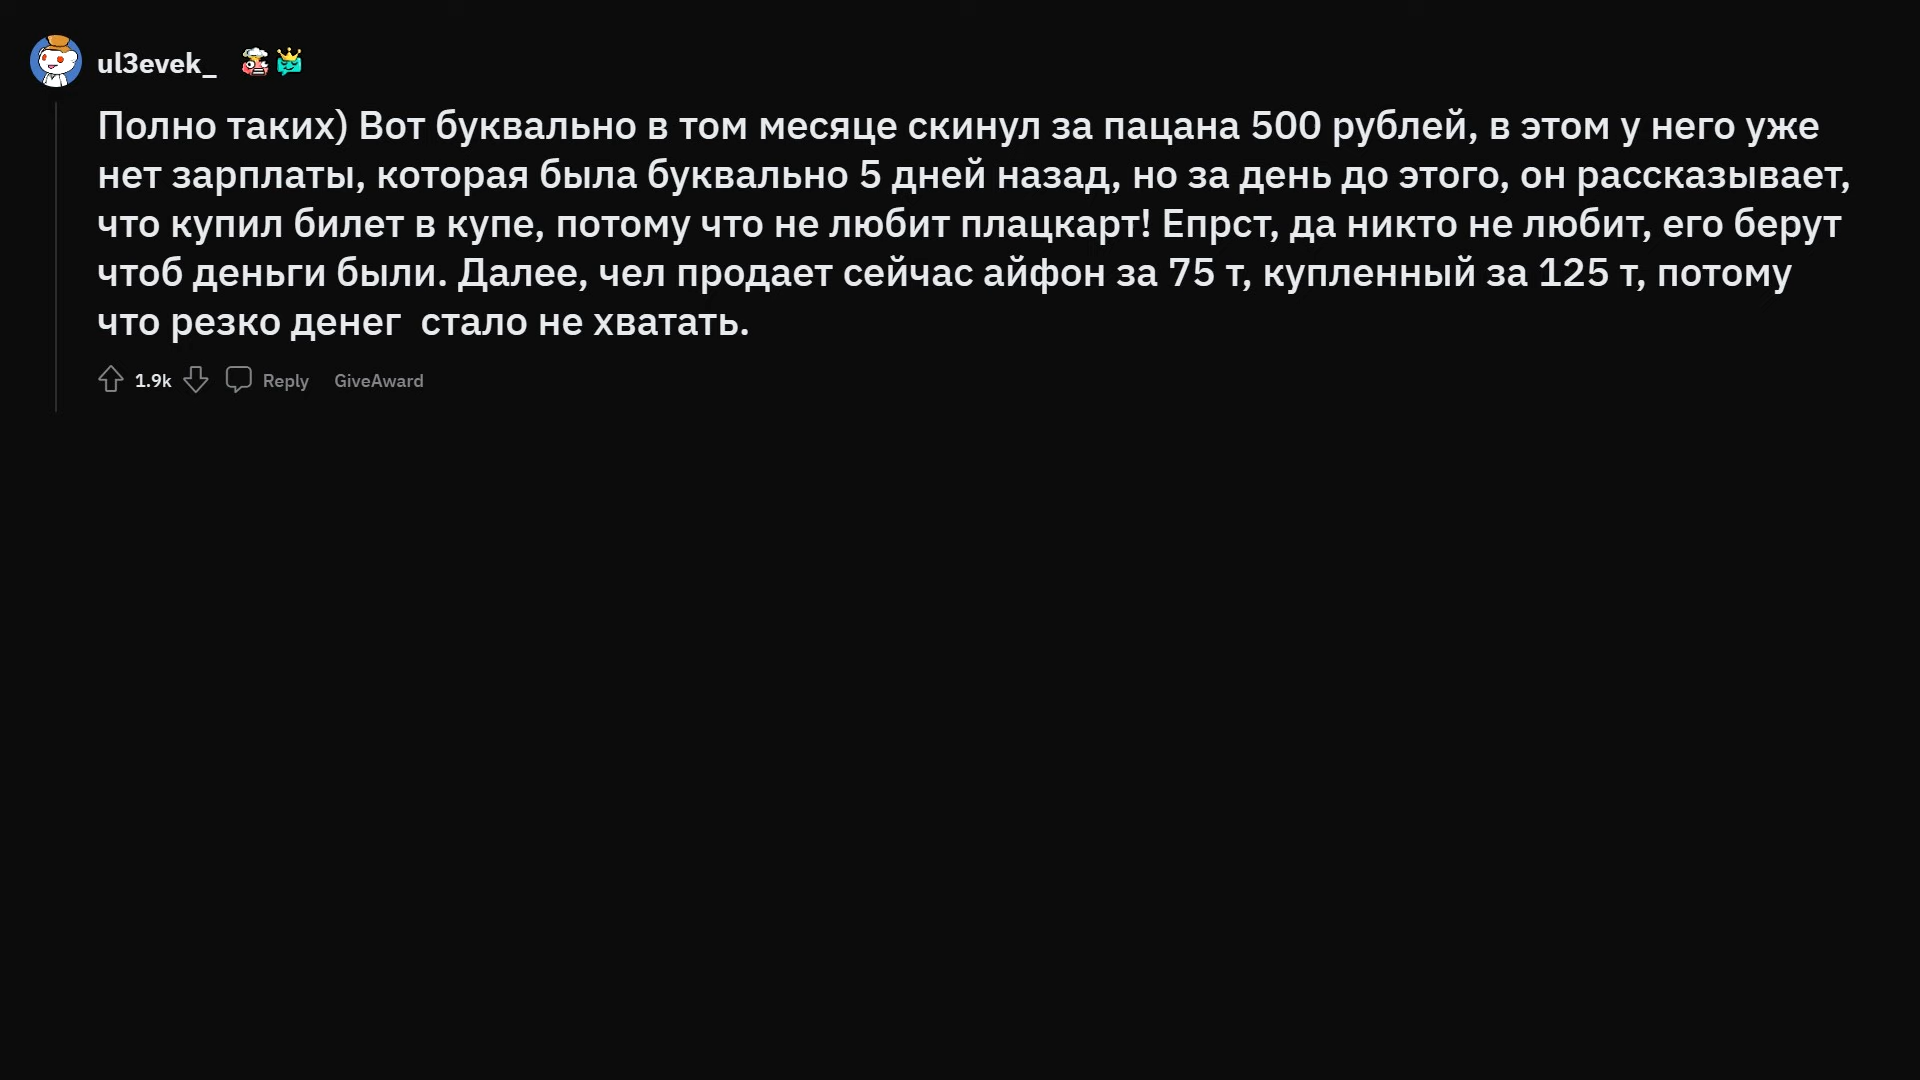 ul3evek_
Полно таких) Вот буквально в том месяце скинул за пацана 500 рублей, в этом у него уже
нет зарплаты, которая была буквально 5 дней назад, но за день до этого, он рассказывает,
что купил билет в купе, потому что не любит плацкарт! Епрст, да никто не любит, его берут
чтоб деньги были. Далее, чел продает сейчас айфон за 75 т, купленный за 125 т, потому
что резко денег  стало не хватать.
1.9k Reply GiveAward